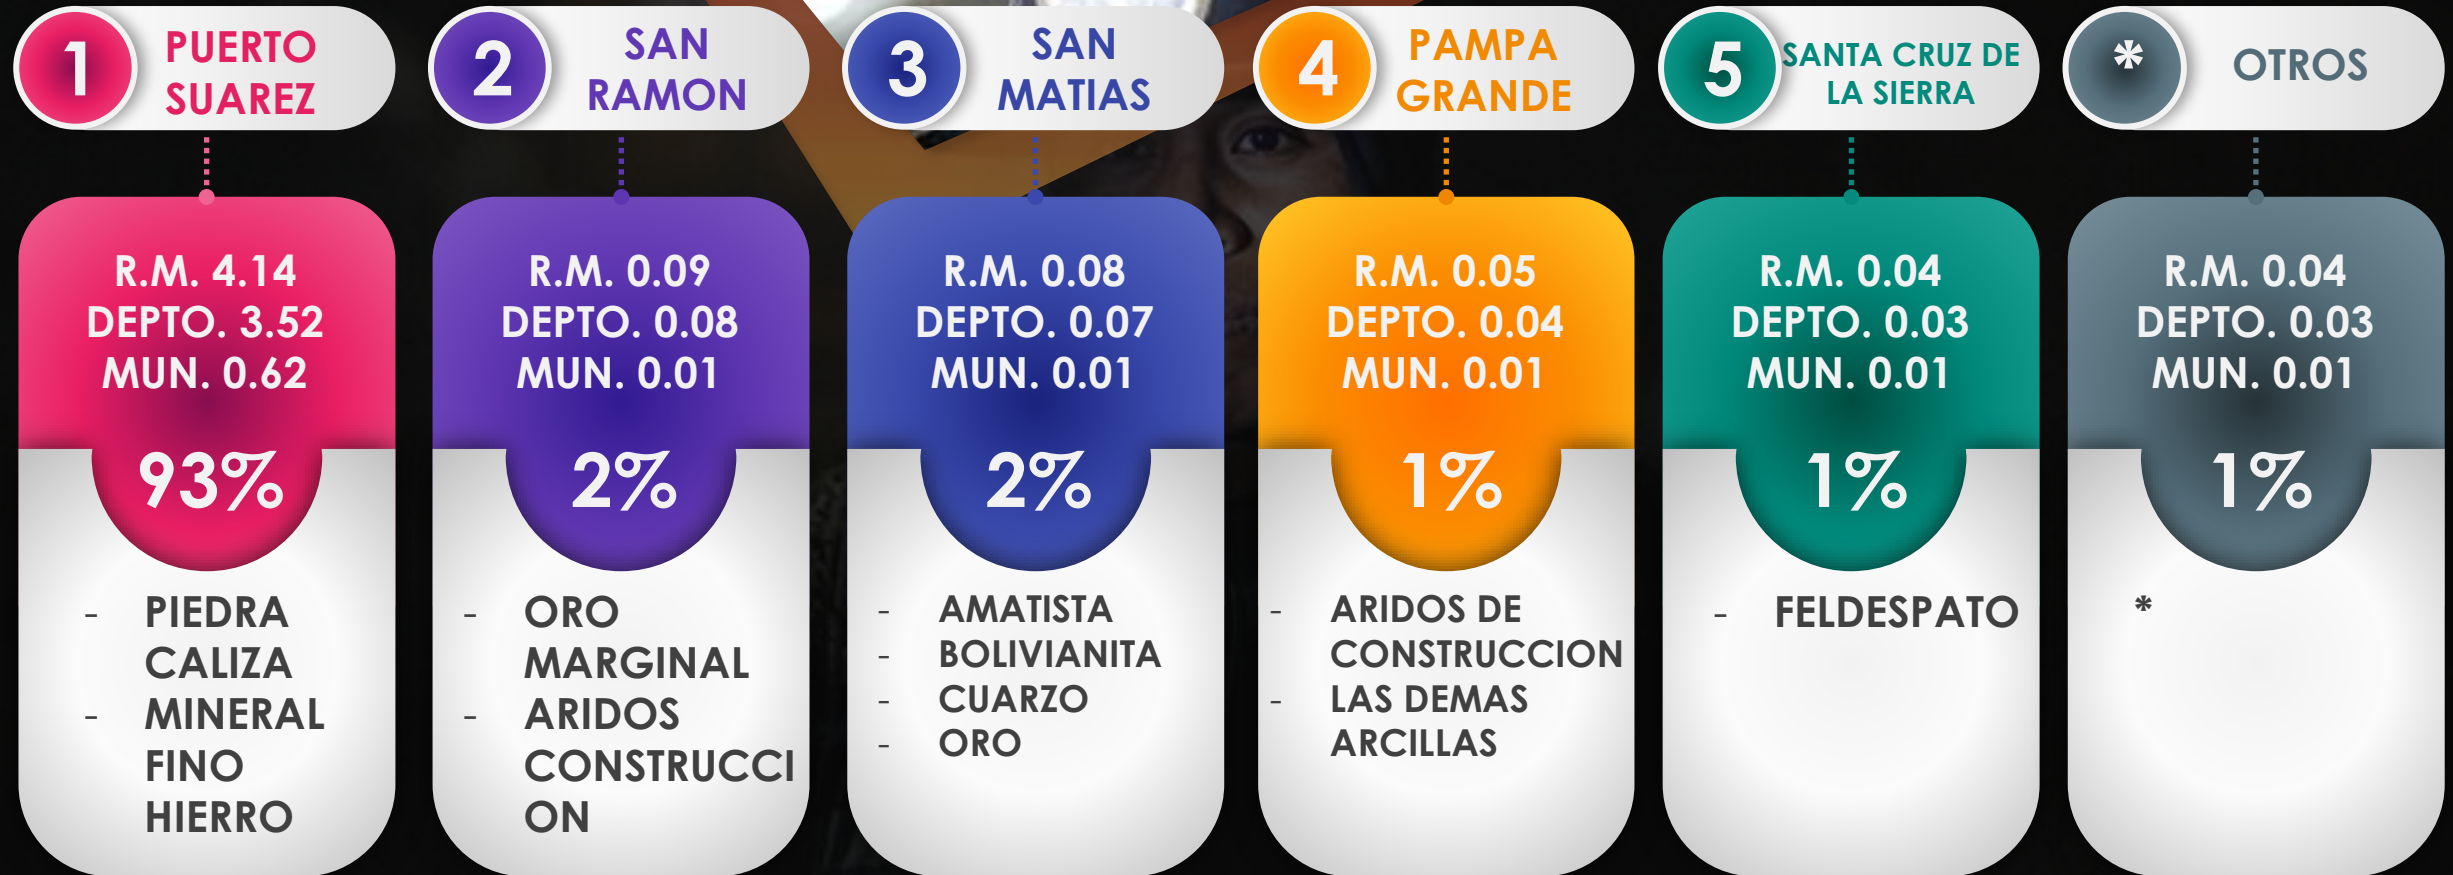 1
PUERTO
SUAREZ
R.M. 4.14
DEPTO. 3.52
MUN. 0.62
93%
- PIEDRA
CALIZA
- MINERAL
FINO
HIERRO
2
SAN
RAMON
R.M. 0.09
DEPTO. 0.08
MUN. 0.01
2%
- ORO
MARGINAL
- ARIDOS
CONSTRUCCI
ON
3
SAN
MATIAS
R.M. 0.08
DEPTO. 0.07
MUN. 0.01
2%
- AMATISTA
- BOLIVIANITA
- CUARZO
- ORO
4
PAMPA
GRANDE
R.M. 0.05
DEPTO. 0.04
MUN. 0.01
1%
- ARIDOS DE
CONSTRUCCION
- LAS DEMAS
ARCILLAS
5
SANTA CRUZ DE
LA SIERRA
R.M. 0.04
DEPTO. 0.03
MUN. 0.01
1%
- FELDESPATO
*
OTROS
R.M. 0.04
DEPTO. 0.03
MUN. 0.01
1%
*